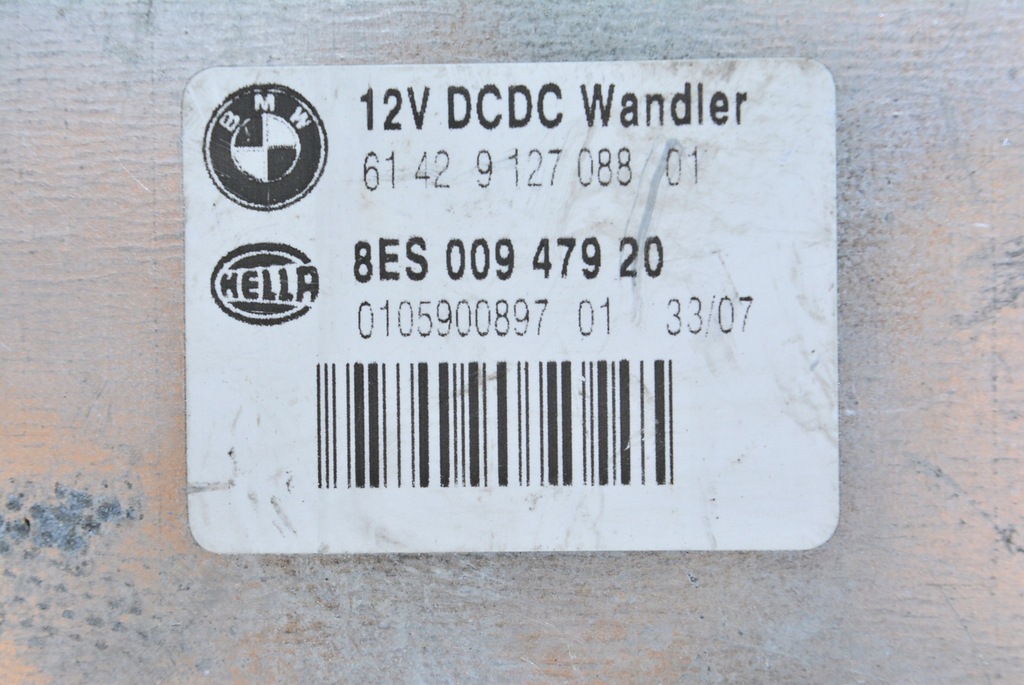 BMW
12V DCDC Wandler
61 42 9 127 088 01
HELLA
8ES 009 479 20
0105900897 01 33/07